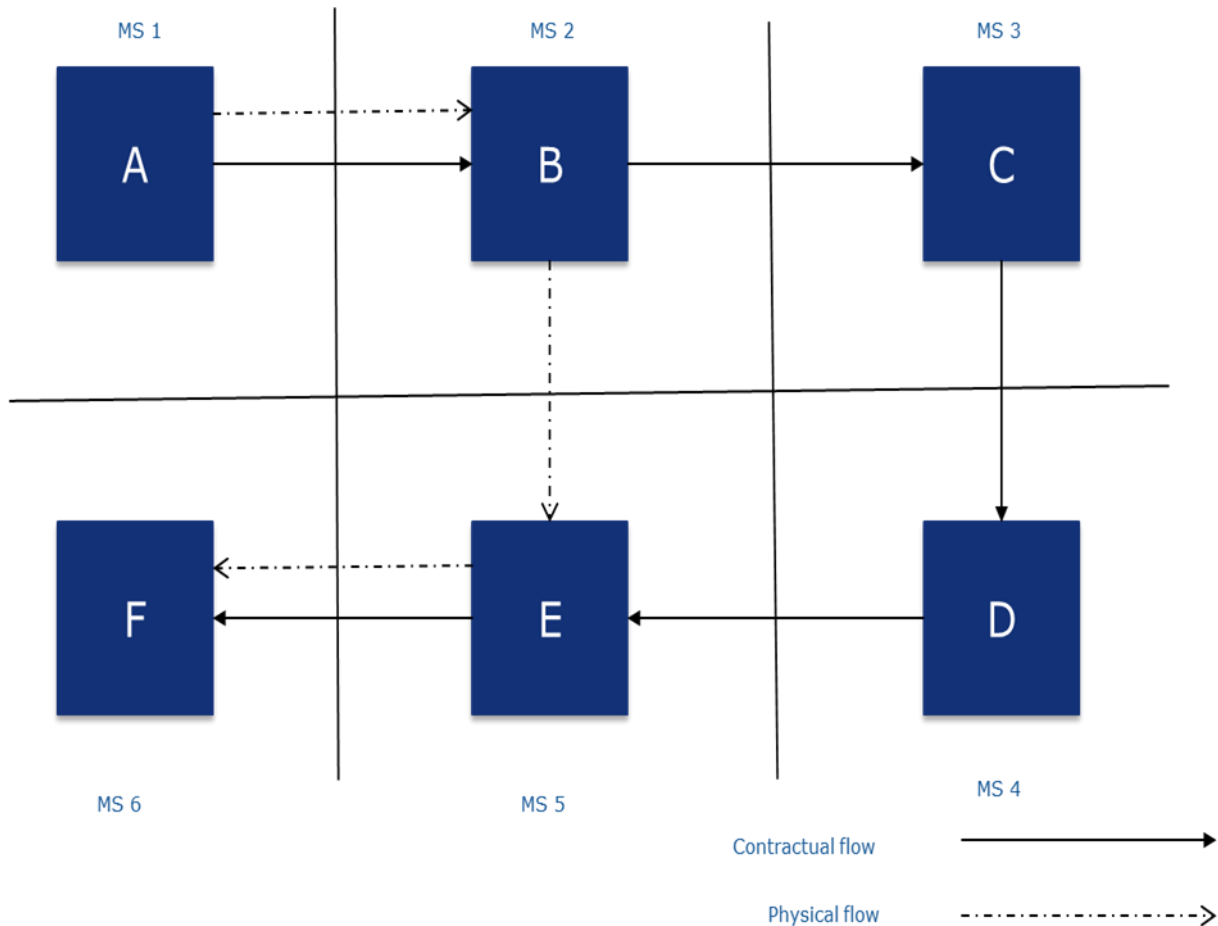 MS 1
MS 2
MS 3
A
B
C
F
E
D
MS 6
MS 5
MS 4
Contractual flow
Physical flow